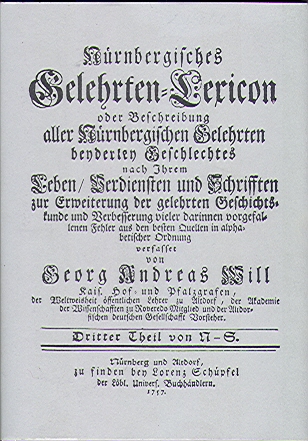 Nürnbergisches
Gelehrten-Lexicon
oder Beschreibung
aller Nürnbergischen Gelehrten
beyderley Geschlechtes
nach Ihrem
Leben/ Verdiensten und Schrifften
zur Erweiterung der gelehrten Geschichts-
kunde und Verbesserung vieler darinnen vorgefal-
lenen Fehler aus den besten Quellen in alpha-
betischer Ordnung
verfasset
von
Georg Andreas Will
Kais. Hof- und Pfalzgrafen,
der Weltweisheit öffentlichen Lehrer zu Altdorf, der Akademie
der Wissenschafften zu Roveredo Mitglied und der Altdor-
fischen deutschen Gesellschafft Vorsteher.
Dritter Theil von N-S.
Nürnberg und Altdorf,
zu finden bey Lorenz Schüpfel
der Löbl. Univers. Buchhändlern.
1757.